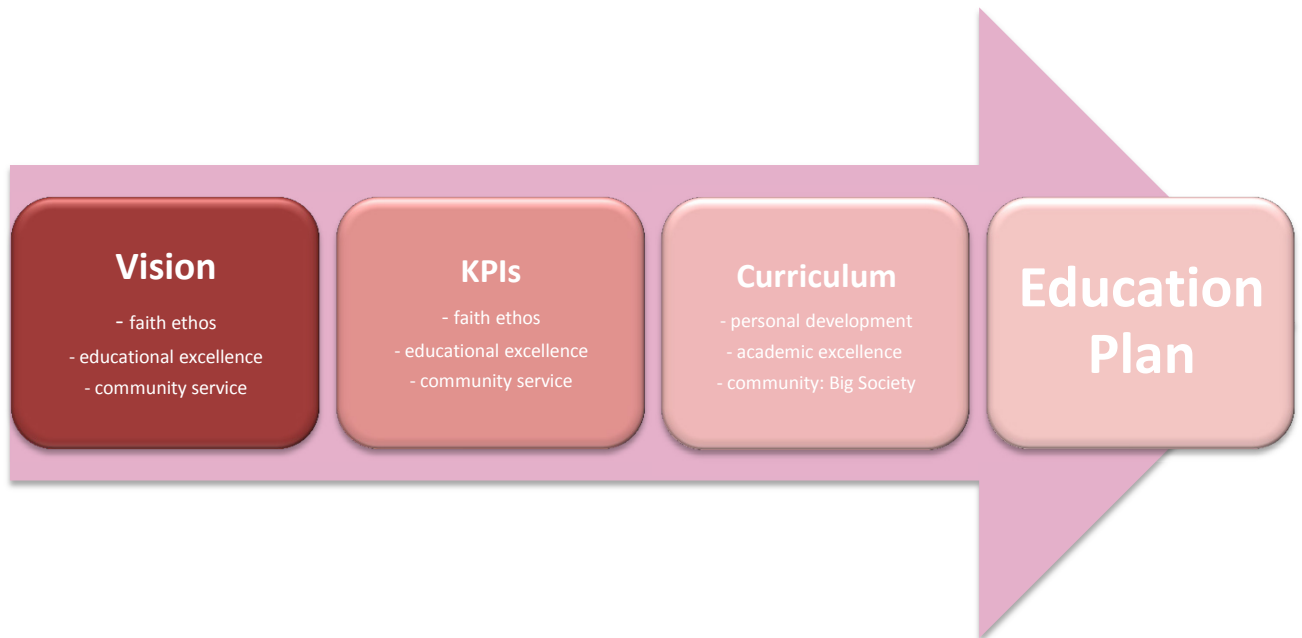 Vision
- faith ethos
- educational excellence
- community service
KPIs
- faith ethos
- educational excellence
- community service
Curriculum
- personal development
- academic excellence
- community: Big Society
Education
Plan